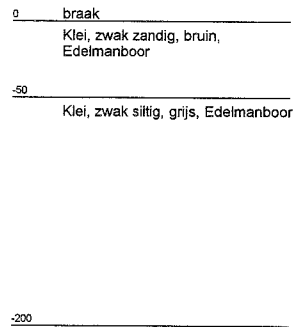 0 braak
Klei, zwak zandig, bruin,
Edelmanboor
-50
Klei, zwak siltig, grijs, Edelmanboor
-200